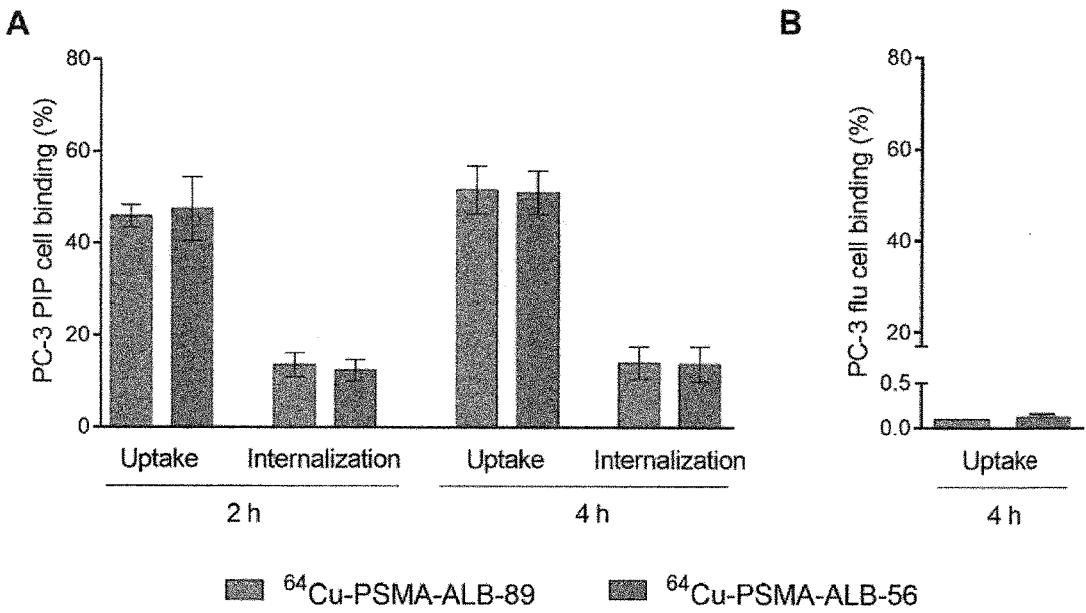 A
PC-3 PIP cell binding (%)
80
60
40
20
0
Uptake Internalization Uptake Internalization
2 h 4 h
B
PC-3 flu cell binding (%)
80
60
40
20
0.5
0.0
Uptake
4 h
⁶⁴Cu-PSMA-ALB-89 ⁶⁴Cu-PSMA-ALB-56